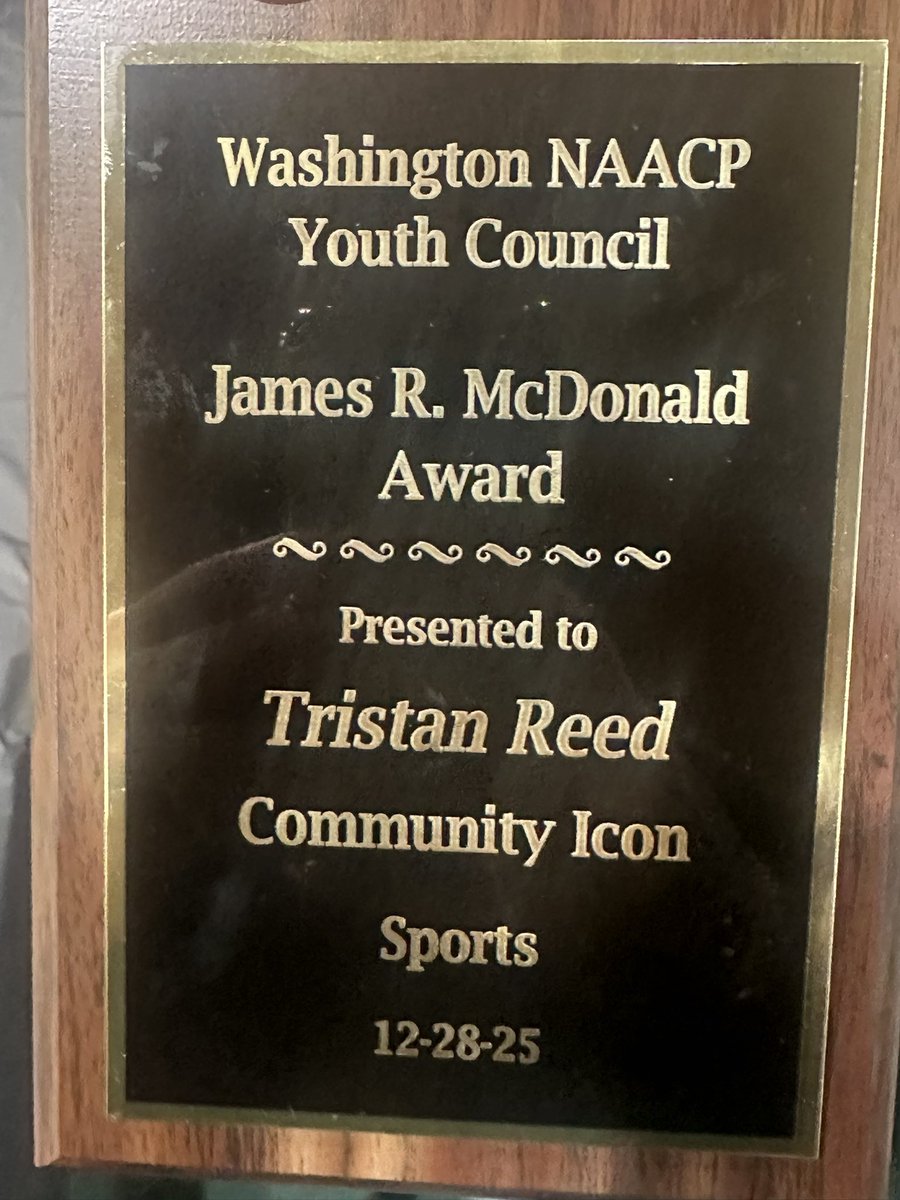 Washington NAACP
Youth Council
James R. McDonald
Award
Presented to
Tristan Reed
Community Icon
Sports
12-28-25